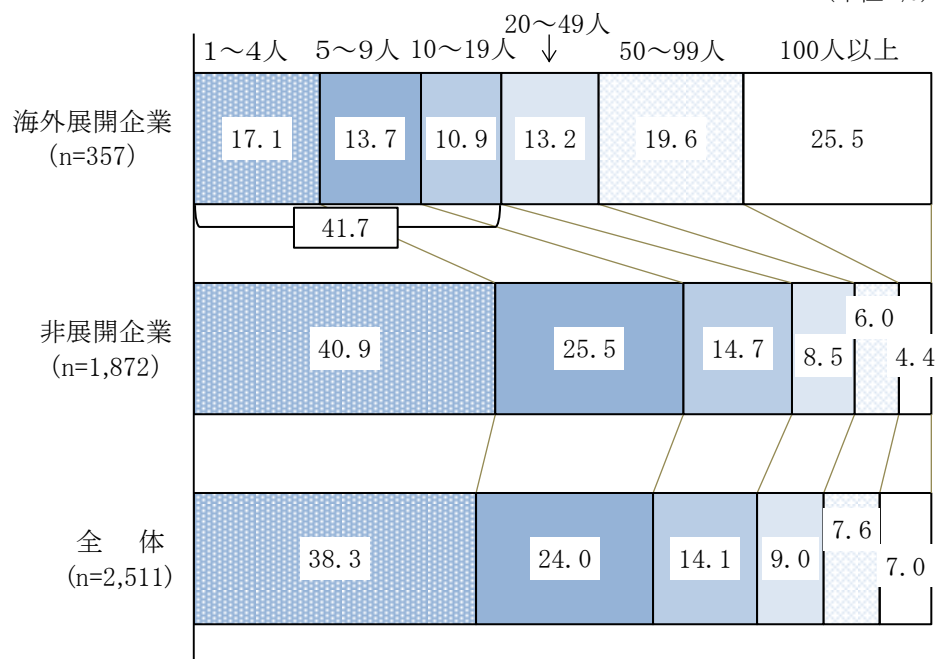 20～49人
1～4人 5～9人 10～19人 ↓ 50～99人 100人以上
海外展開企業
(n=357)
17.1 13.7 10.9 13.2 19.6 25.5
41.7
非展開企業
(n=1,872)
40.9 25.5 14.7 8.5 6.0 4.4
全 体
(n=2,511)
38.3 24.0 14.1 9.0 7.6 7.0